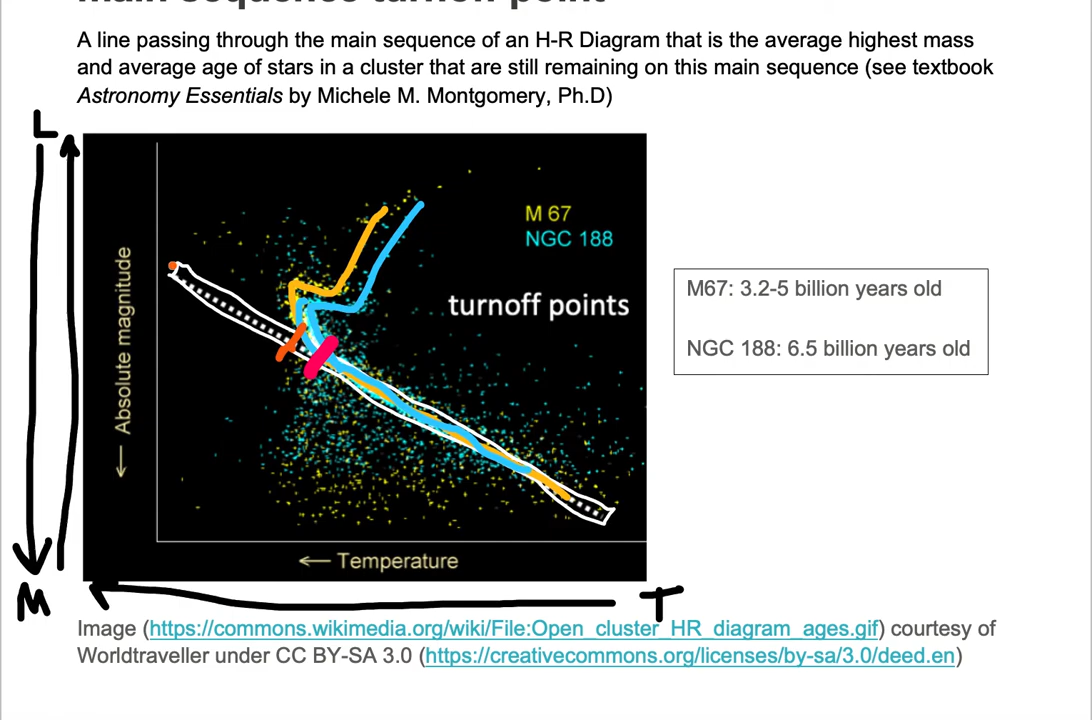 main sequence turnoff point
A line passing through the main sequence of an H-R Diagram that is the average highest mass
and average age of stars in a cluster that are still remaining on this main sequence (see textbook
Astronomy Essentials by Michele M. Montgomery, Ph.D)
L
M 67
NGC 188
turnoff points
← Absolute magnitude
← Temperature
M67: 3.2-5 billion years old
NGC 188: 6.5 billion years old
M
T
Image (https://commons.wikimedia.org/wiki/File:Open_cluster_HR_diagram_ages.gif) courtesy of
Worldtraveller under CC BY-SA 3.0 (https://creativecommons.org/licenses/by-sa/3.0/deed.en)